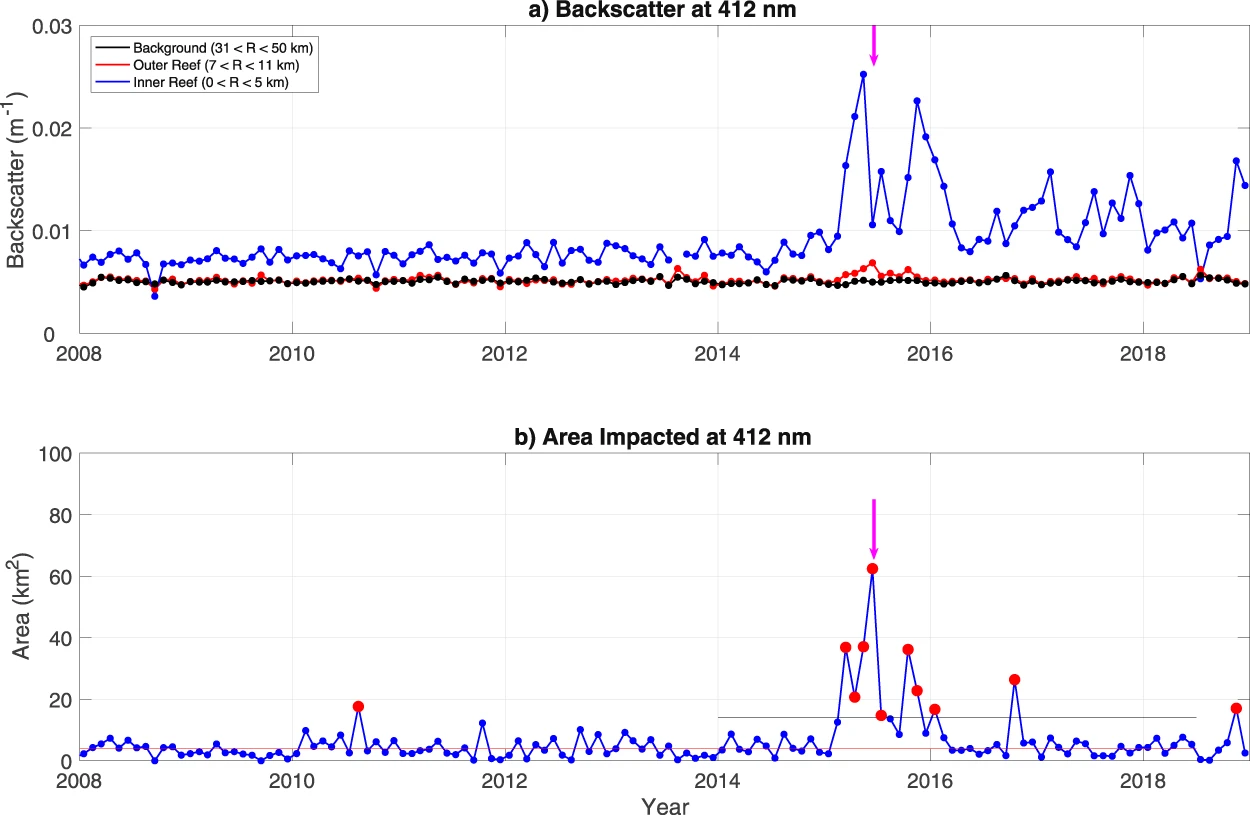 a) Backscatter at 412 nm
0.03
0.02
0.01
0
Backscatter (m⁻¹)
Background (31 < R < 50 km)
Outer Reef (7 < R < 11 km)
Inner Reef (0 < R < 5 km)
2008 2010 2012 2014 2016 2018
b) Area Impacted at 412 nm
100
80
60
40
20
0
Area (km²)
2008 2010 2012 2014 2016 2018
Year